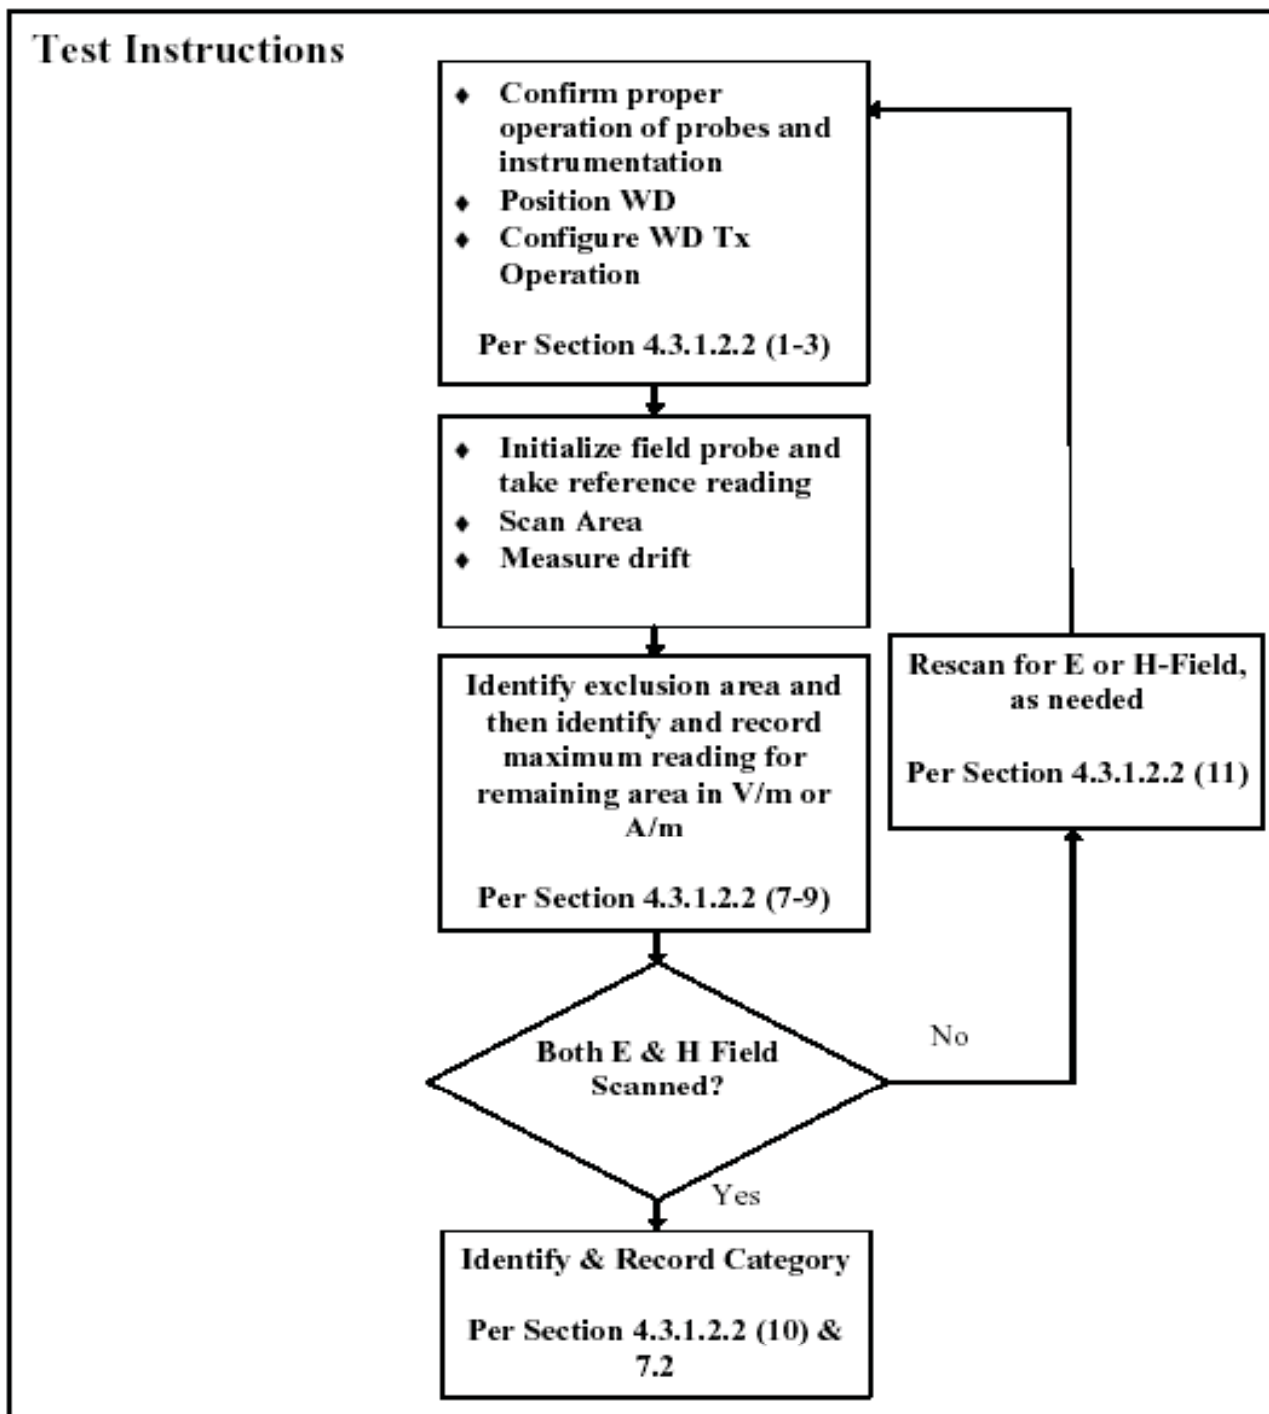 Test Instructions
♦ Confirm proper
operation of probes and
instrumentation
♦ Position WD
♦ Configure WD Tx
Operation
Per Section 4.3.1.2.2 (1-3)
♦ Initialize field probe and
take reference reading
♦ Scan Area
♦ Measure drift
Identify exclusion area and
then identify and record
maximum reading for
remaining area in V/m or
A/m
Per Section 4.3.1.2.2 (7-9)
Both E & H Field
Scanned?
No
Rescan for E or H-Field,
as needed
Per Section 4.3.1.2.2 (11)
Yes
Identify & Record Category
Per Section 4.3.1.2.2 (10) &
7.2